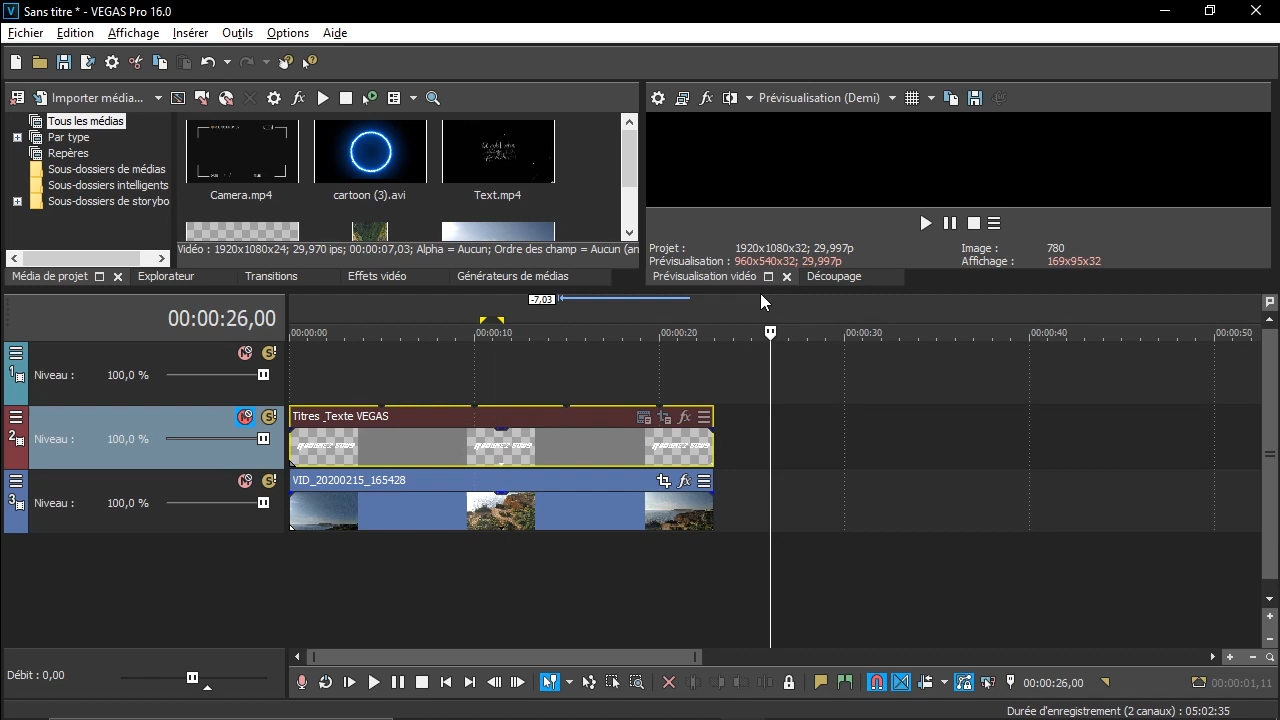 Sans titre * - VEGAS Pro 16.0
Fichier Edition Affichage Insérer Outils Options Aide
Importer média...
Prévisualisation (Demi)
Tous les médias
Par type
Repères
Sous-dossiers de médias
Sous-dossiers intelligents
Sous-dossiers de storybo
Camera.mp4 cartoon (3).avi Text.mp4
Vidéo : 1920x1080x24; 29,970 ips; 00:00:07,03; Alpha = Aucun; Ordre des champ = Aucun (an
Projet : 1920x1080x32; 29,997p Image : 780
Prévisualisation : 960x540x32; 29,997p Affichage : 169x95x32
Média de projet Explorateur Transitions Effets vidéo Générateurs de médias
Prévisualisation vidéo Découpage
-7,03
00:00:26,00
00:00:00 00:00:10 00:00:20 00:00:30 00:00:40 00:00:50
1 M S
Niveau : 100,0 %
2 M S
Niveau : 100,0 %
Titres _Texte VEGAS
3 M S
Niveau : 100,0 %
VID_20200215_165428
Débit : 0,00
00:00:26,00 00:00:01,11
Durée d'enregistrement (2 canaux) : 05:02:35